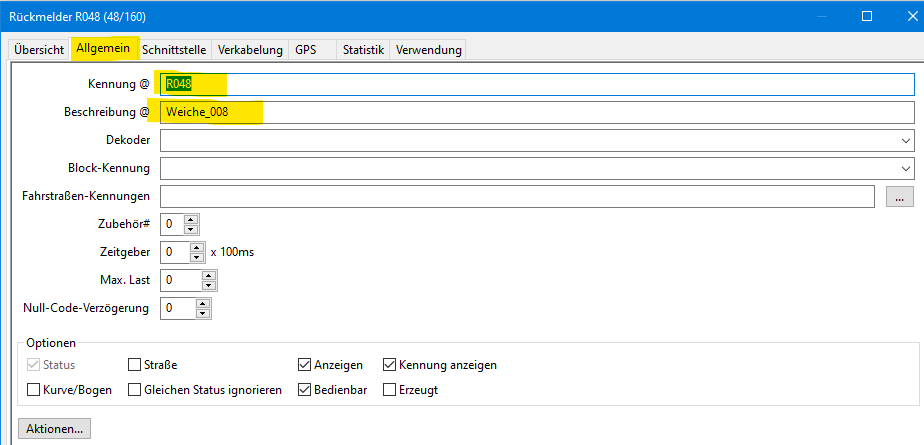 Rückmelder R048 (48/160)
Übersicht Allgemein Schnittstelle Verkabelung GPS Statistik Verwendung
Kennung @ R048
Beschreibung @ Weiche_008
Dekoder
Block-Kennung
Fahrstraßen-Kennungen ...
Zubehör# 0
Zeitgeber 0 x 100ms
Max. Last 0
Null-Code-Verzögerung 0
Optionen
Status Straße Anzeigen Kennung anzeigen
Kurve/Bogen Gleichen Status ignorieren Bedienbar Erzeugt
Aktionen...